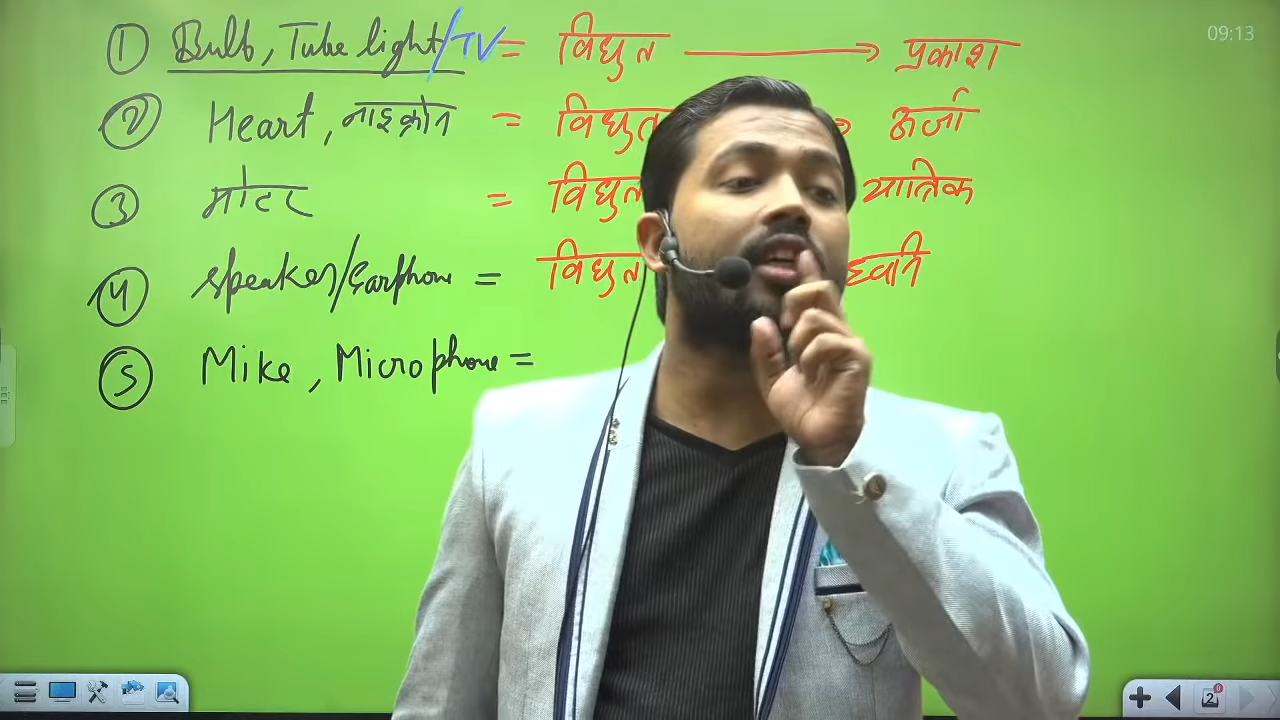 09:13
① Bulb, Tube light/TV = विघुत → प्रकाश
② Heart, माइक्रोन = विघुत ऊर्जा
③ मोटर = विघुत यात्रिक
④ Speaker/Earphone = विघुत ध्वनि
⑤ Mike, Microphone =
2